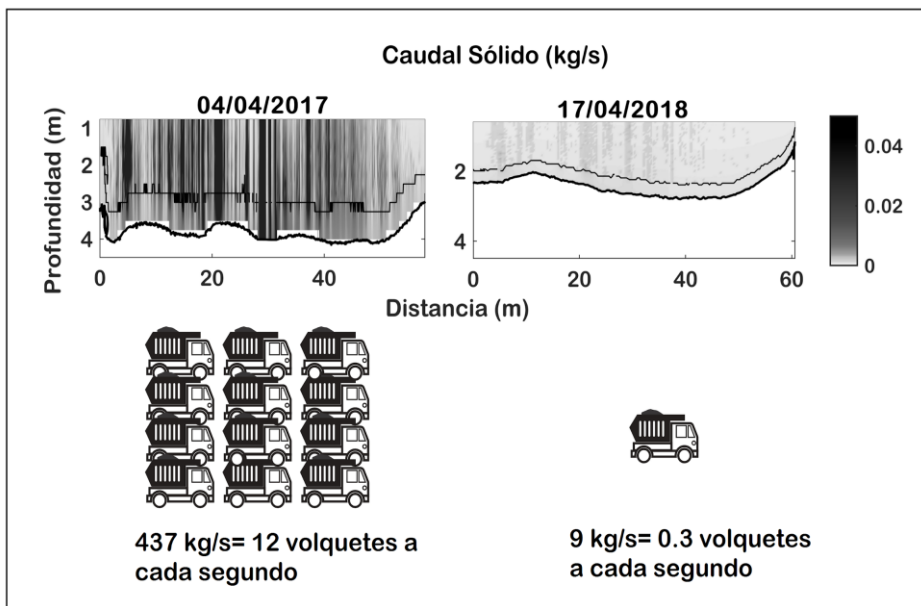 Caudal Sólido (kg/s)
04/04/2017
17/04/2018
Profundidad (m)
1
2
3
4
0
20
40
2
4
0
20
40
60
0.04
0.02
0
Distancia (m)
437 kg/s= 12 volquetes a
cada segundo
9 kg/s= 0.3 volquetes
a cada segundo